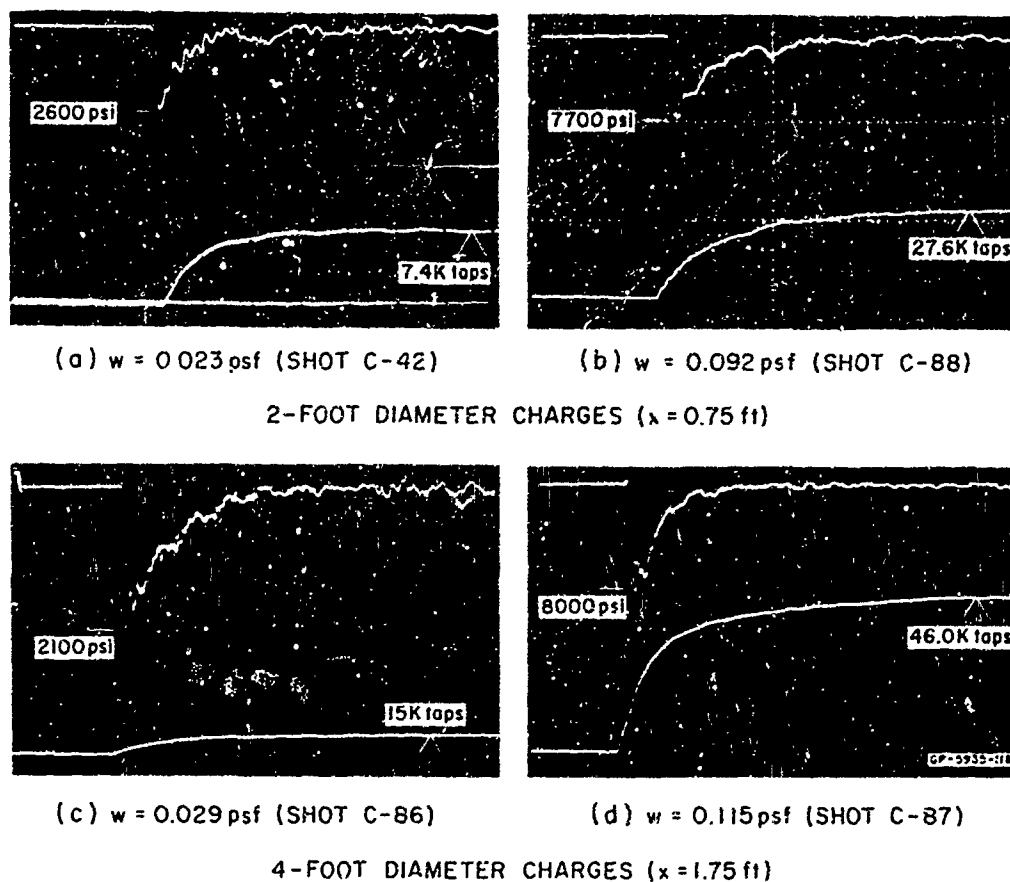 2600 psi
7.4K taps
7700 psi
27.6K taps
(a) w = 0.023 psf (SHOT C-42)
(b) w = 0.092 psf (SHOT C-88)
2-FOOT DIAMETER CHARGES (x = 0.75 ft)
2100 psi
15K taps
8000 psi
46.0K taps
(c) w = 0.029 psf (SHOT C-86)
(d) w = 0.115 psf (SHOT C-87)
4-FOOT DIAMETER CHARGES (x = 1.75 ft)